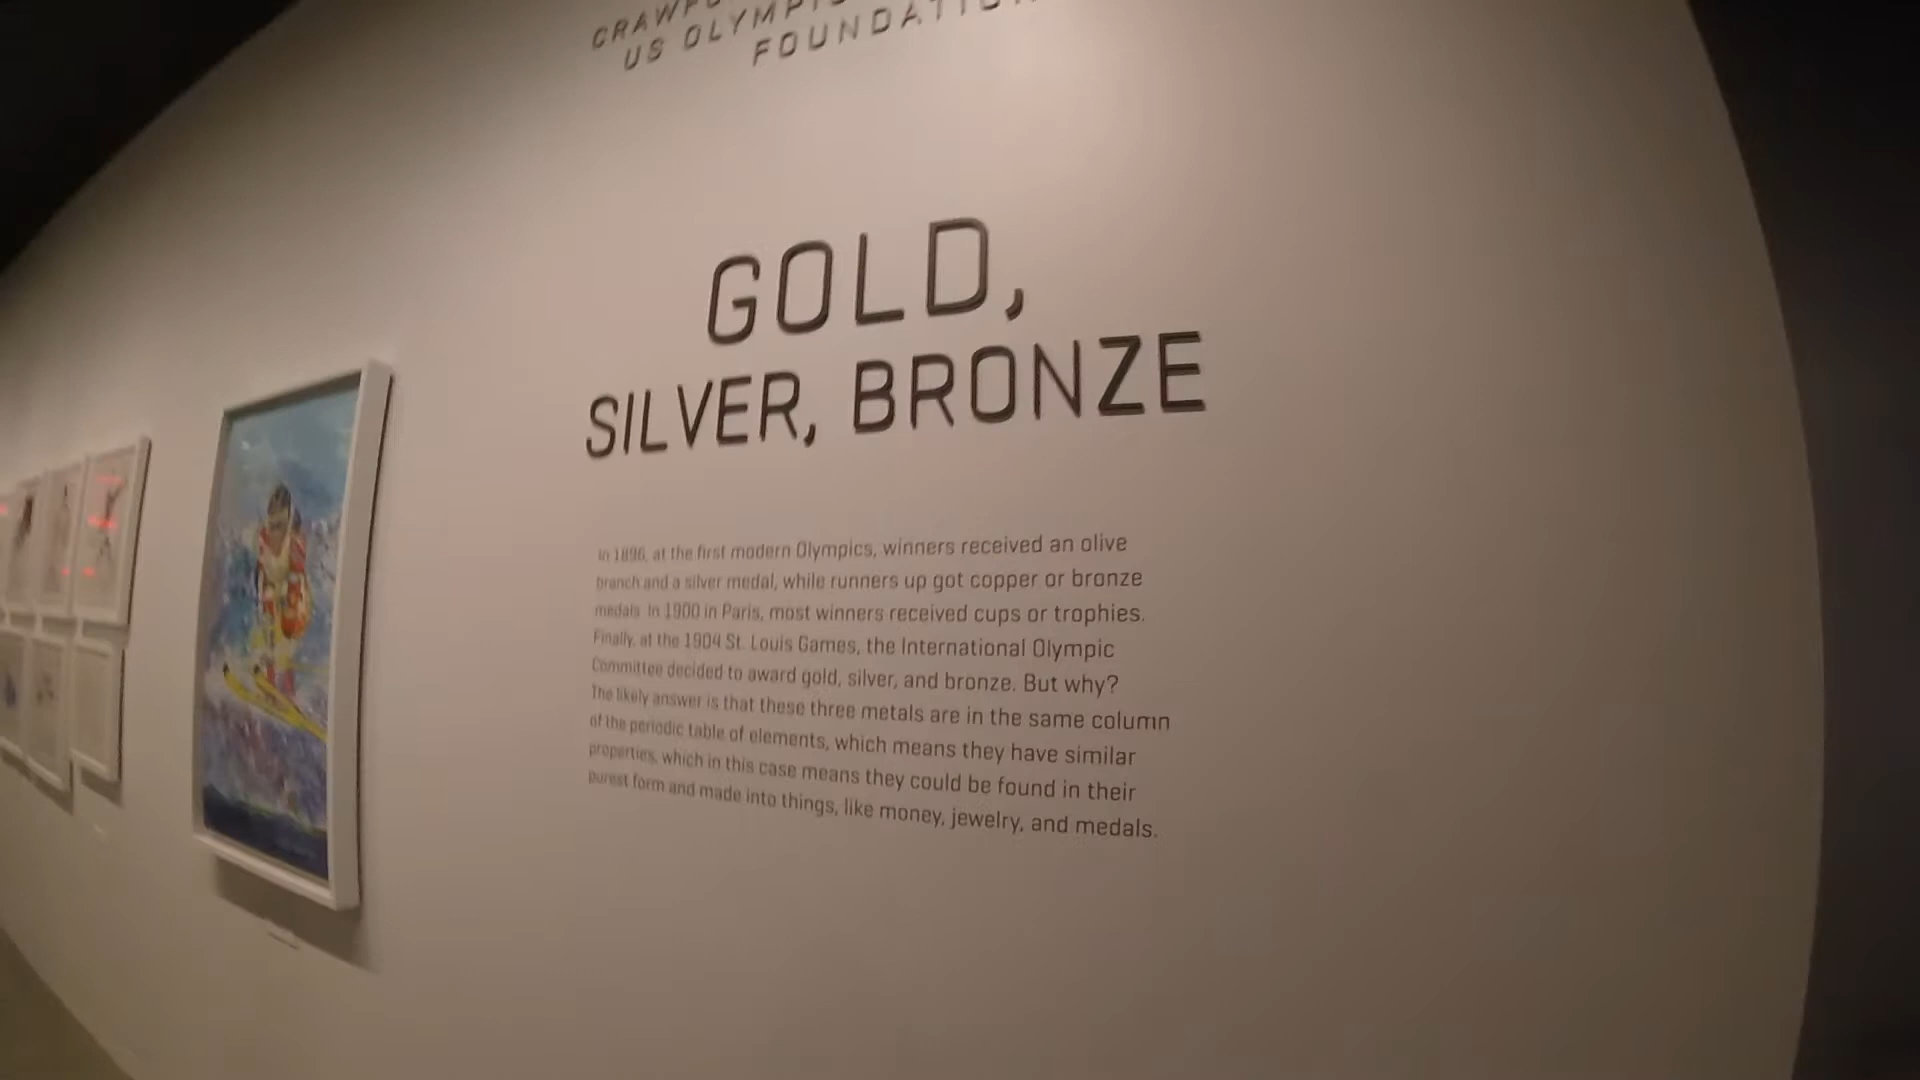 US
GOLD,
SILVER, BRONZE
In 1896, at the first modern Olympics, winners received an olive
branch and a silver medal, while runners up got copper or bronze
medals. In 1900 in Paris, most winners received cups or trophies.
Finally, at the 1904 St. Louis Games, the International Olympic
Committee decided to award gold, silver, and bronze. But why?
The likely answer is that these three metals are in the same column
of the periodic table of elements, which means they have similar
properties, which in this case means they could be found in their
purest form and made into things, like money, jewelry, and medals.